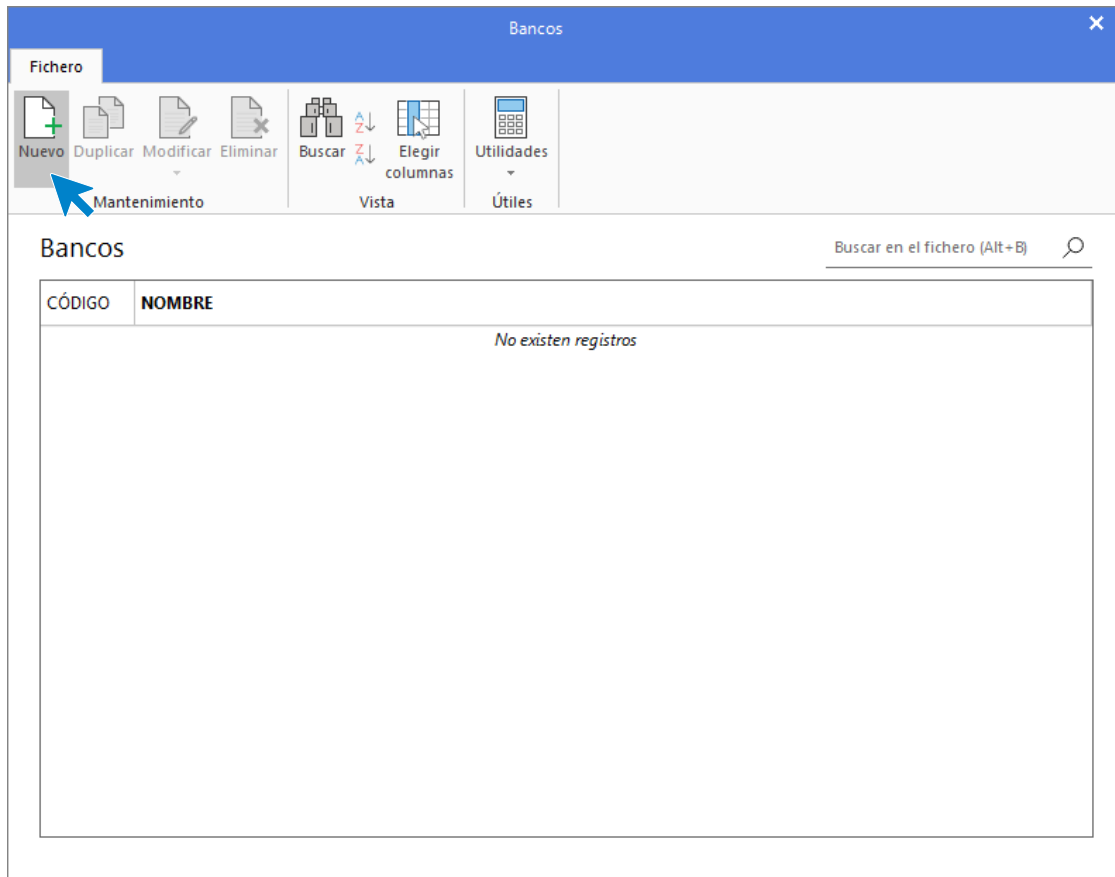 Bancos
Fichero
Nuevo Duplicar Modificar Eliminar Buscar Elegir columnas Utilidades
Mantenimiento Vista Útiles
Bancos
Buscar en el fichero (Alt+B)
CÓDIGO NOMBRE
No existen registros